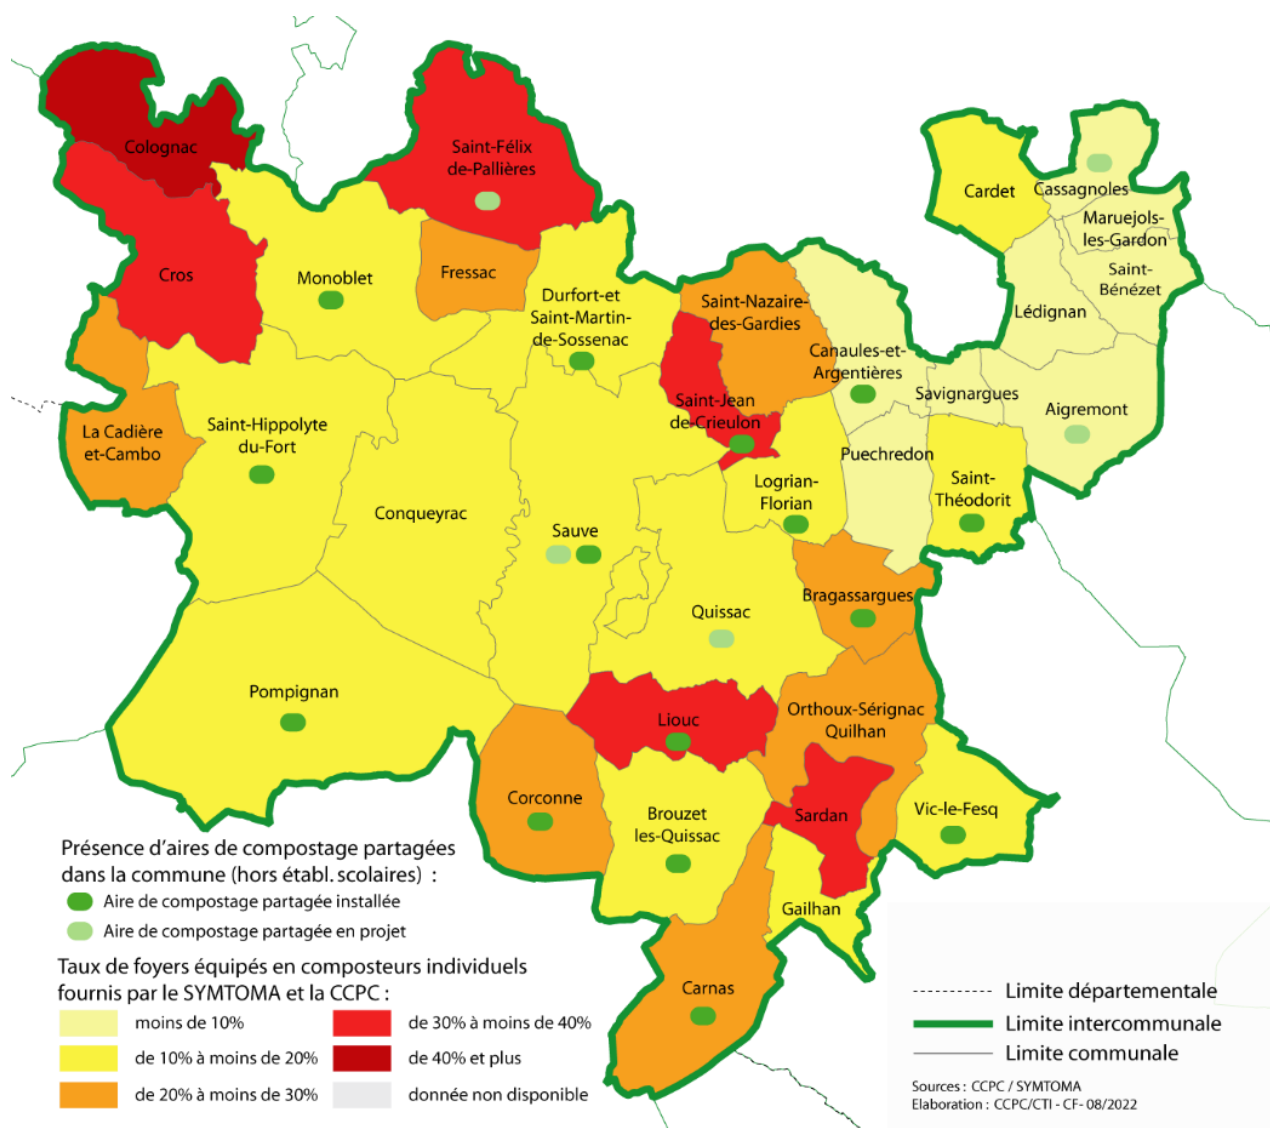 Colognac
Saint-Félix
de-Pallières
Cardet
Cassagnoles
Maruejols-
les-Gardon
Saint-
Bénézet
Cros
Monoblet
Fressac
Durfort-et
Saint-Martin-
de-Sossenac
Saint-Nazaire-
des-Gardies
Lédignan
Canaules-et-
Argentières
Savignargues
Aigremont
Saint-Jean
de-Crieulon
La Cadière
et-Cambo
Saint-Hippolyte
du-Fort
Puechredon
Logrian-
Florian
Saint-
Théodorit
Conqueyrac
Sauve
Bragassargues
Quissac
Pompignan
Liouc
Orthoux-Sérignac
Quilhan
Corconne
Brouzet
les-Quissac
Sardan
Vic-le-Fesq
Gailhan
Carnas
Présence d'aires de compostage partagées
dans la commune (hors établ. scolaires) :
Aire de compostage partagée installée
Aire de compostage partagée en projet
Taux de foyers équipés en composteurs individuels
fournis par le SYMTOMA et la CCPC :
moins de 10%
de 10% à moins de 20%
de 20% à moins de 30%
de 30% à moins de 40%
de 40% et plus
donnée non disponible
Limite départementale
Limite intercommunale
Limite communale
Sources : CCPC / SYMTOMA
Elaboration : CCPC/CTI - CF- 08/2022